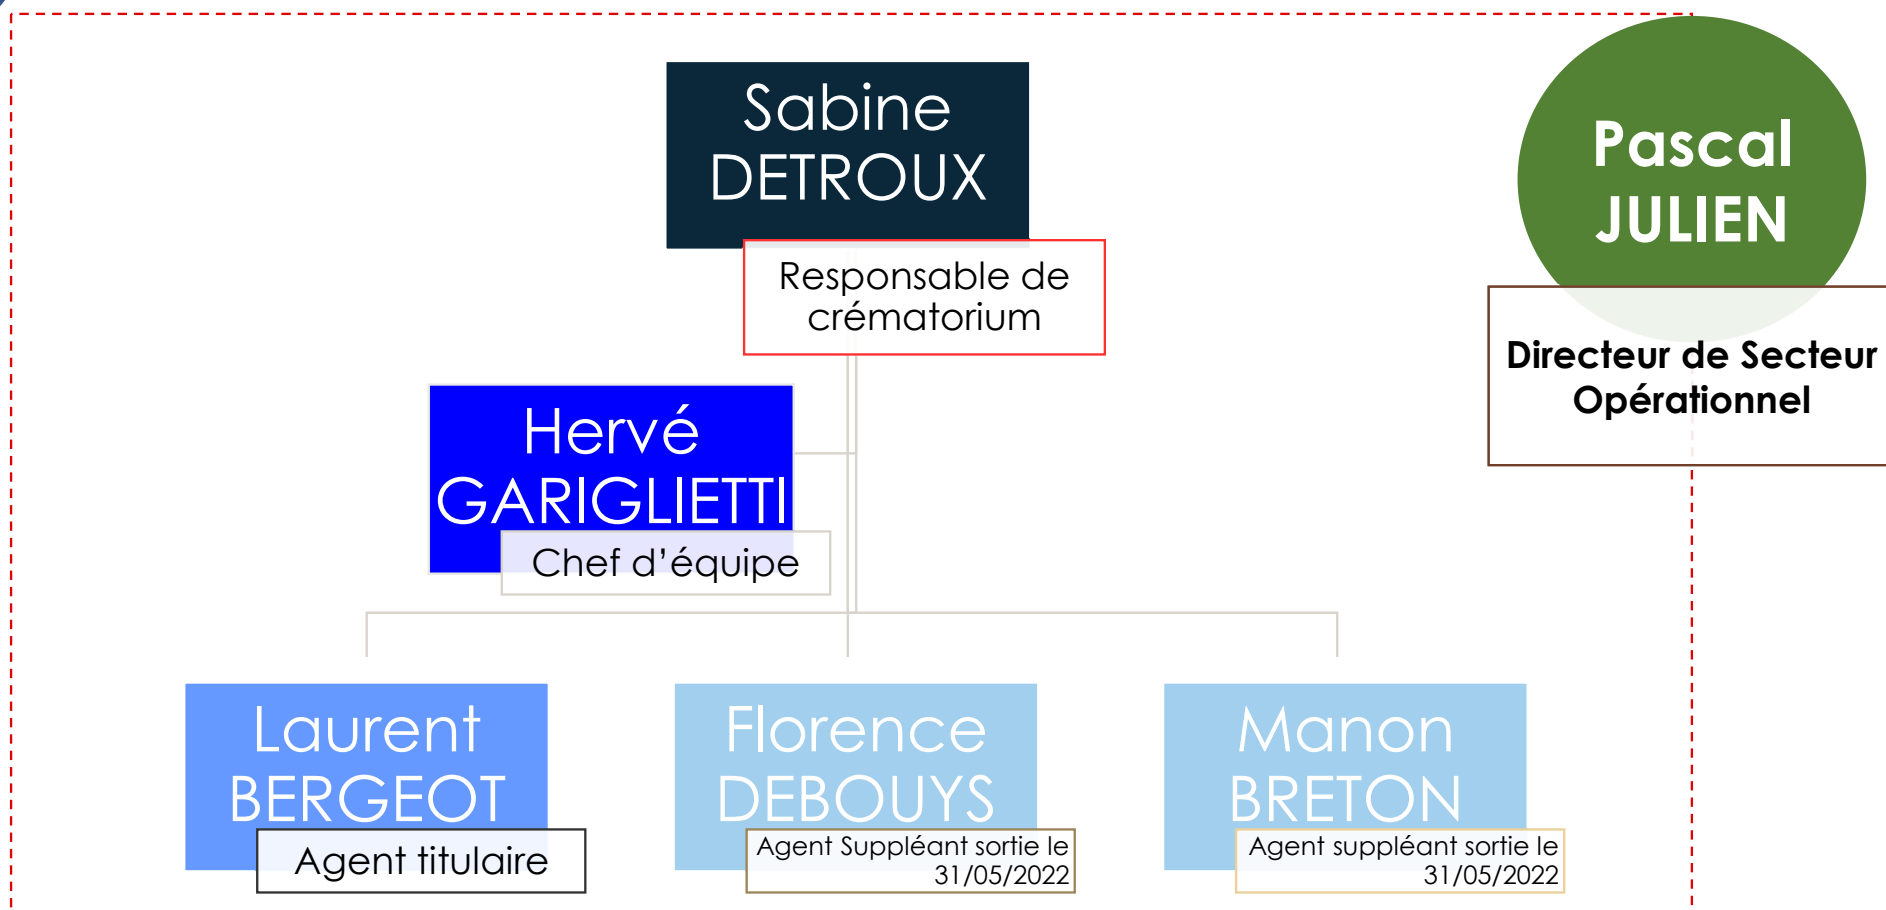 Sabine
DETROUX
Responsable de
crématorium
Pascal
JULIEN
Directeur de Secteur
Opérationnel
Hervé
GARIGLIETTI
Chef d’équipe
Laurent
BERGEOT
Agent titulaire
Florence
DEBOUYS
Agent Suppléant sortie le
31/05/2022
Manon
BRETON
Agent suppléant sortie le
31/05/2022